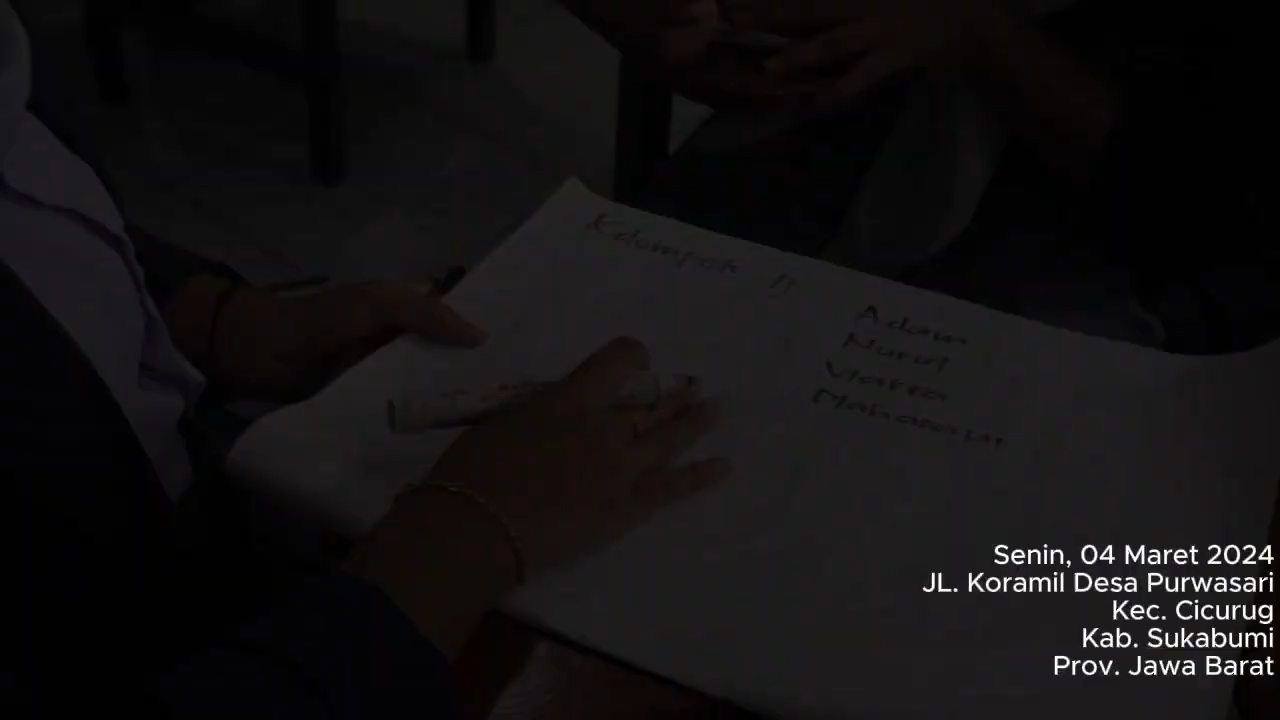 Kelompok ii
Adam
Nurul
Senin, 04 Maret 2024
JL. Koramil Desa Purwasari
Kec. Cicurug
Kab. Sukabumi
Prov. Jawa Barat